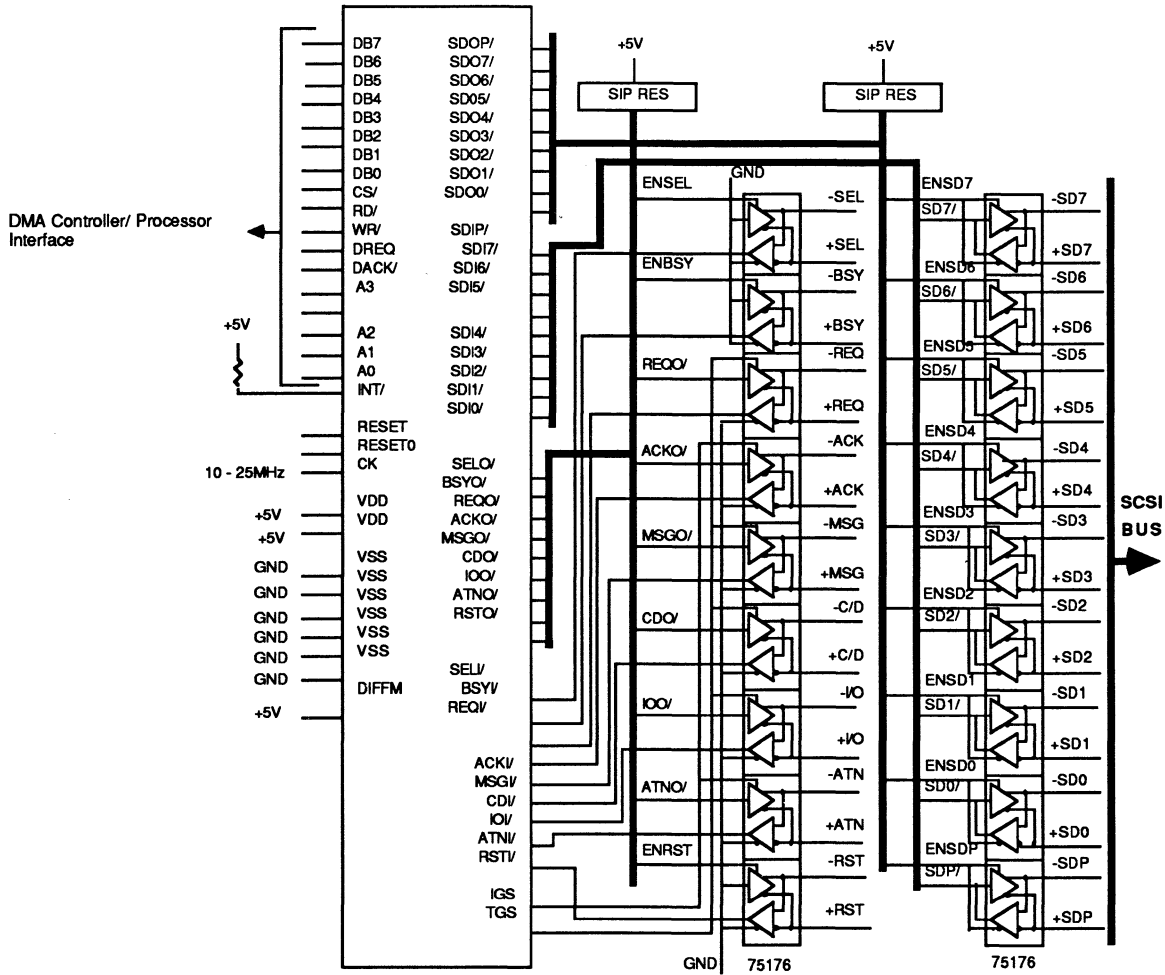 DMA Controller/ Processor
Interface
+5V
10 - 25MHz
+5V
+5V
GND
GND
GND
GND
GND
GND
+5V
DB7
DB6
DB5
DB4
DB3
DB2
DB1
DB0
CS/
RD/
WR/
DREQ
DACK/
A3
A2
A1
A0
INT/
RESET
RESET0
CK
VDD
VDD
VSS
VSS
VSS
VSS
VSS
VSS
DIFFM
SDOP/
SDO7/
SDO6/
SDO5/
SDO4/
SDO3/
SDO2/
SDO1/
SDO0/
SDIP/
SDI7/
SDI6/
SDI5/
SDI4/
SDI3/
SDI2/
SDI1/
SDI0/
SELO/
BSYO/
REQO/
ACKO/
MSGO/
CDO/
IOO/
ATNO/
RSTO/
SELI/
BSYI/
REQI/
ACKI/
MSGI/
CDI/
IOI/
ATNI/
RSTI/
IGS
TGS
+5V
SIP RES
+5V
SIP RES
GND
ENSEL
ENBSY
REQO/
ACKO/
MSGO/
CDO/
IOO/
ATNO/
ENRST
-SEL
+SEL
-BSY
+BSY
-REQ
+REQ
-ACK
+ACK
-MSG
+MSG
-C/D
+C/D
-I/O
+I/O
-ATN
+ATN
-RST
+RST
GND
75176
ENSD7
SD7/
ENSD6
SD6/
ENSD5
SD5/
ENSD4
SD4/
ENSD3
SD3/
ENSD2
SD2/
ENSD1
SD1/
ENSD0
SD0/
ENSDP
SDP/
-SD7
+SD7
-SD6
+SD6
-SD5
+SD5
-SD4
+SD4
-SD3
+SD3
-SD2
+SD2
-SD1
+SD1
-SD0
+SD0
-SDP
+SDP
75176
SCSI
BUS